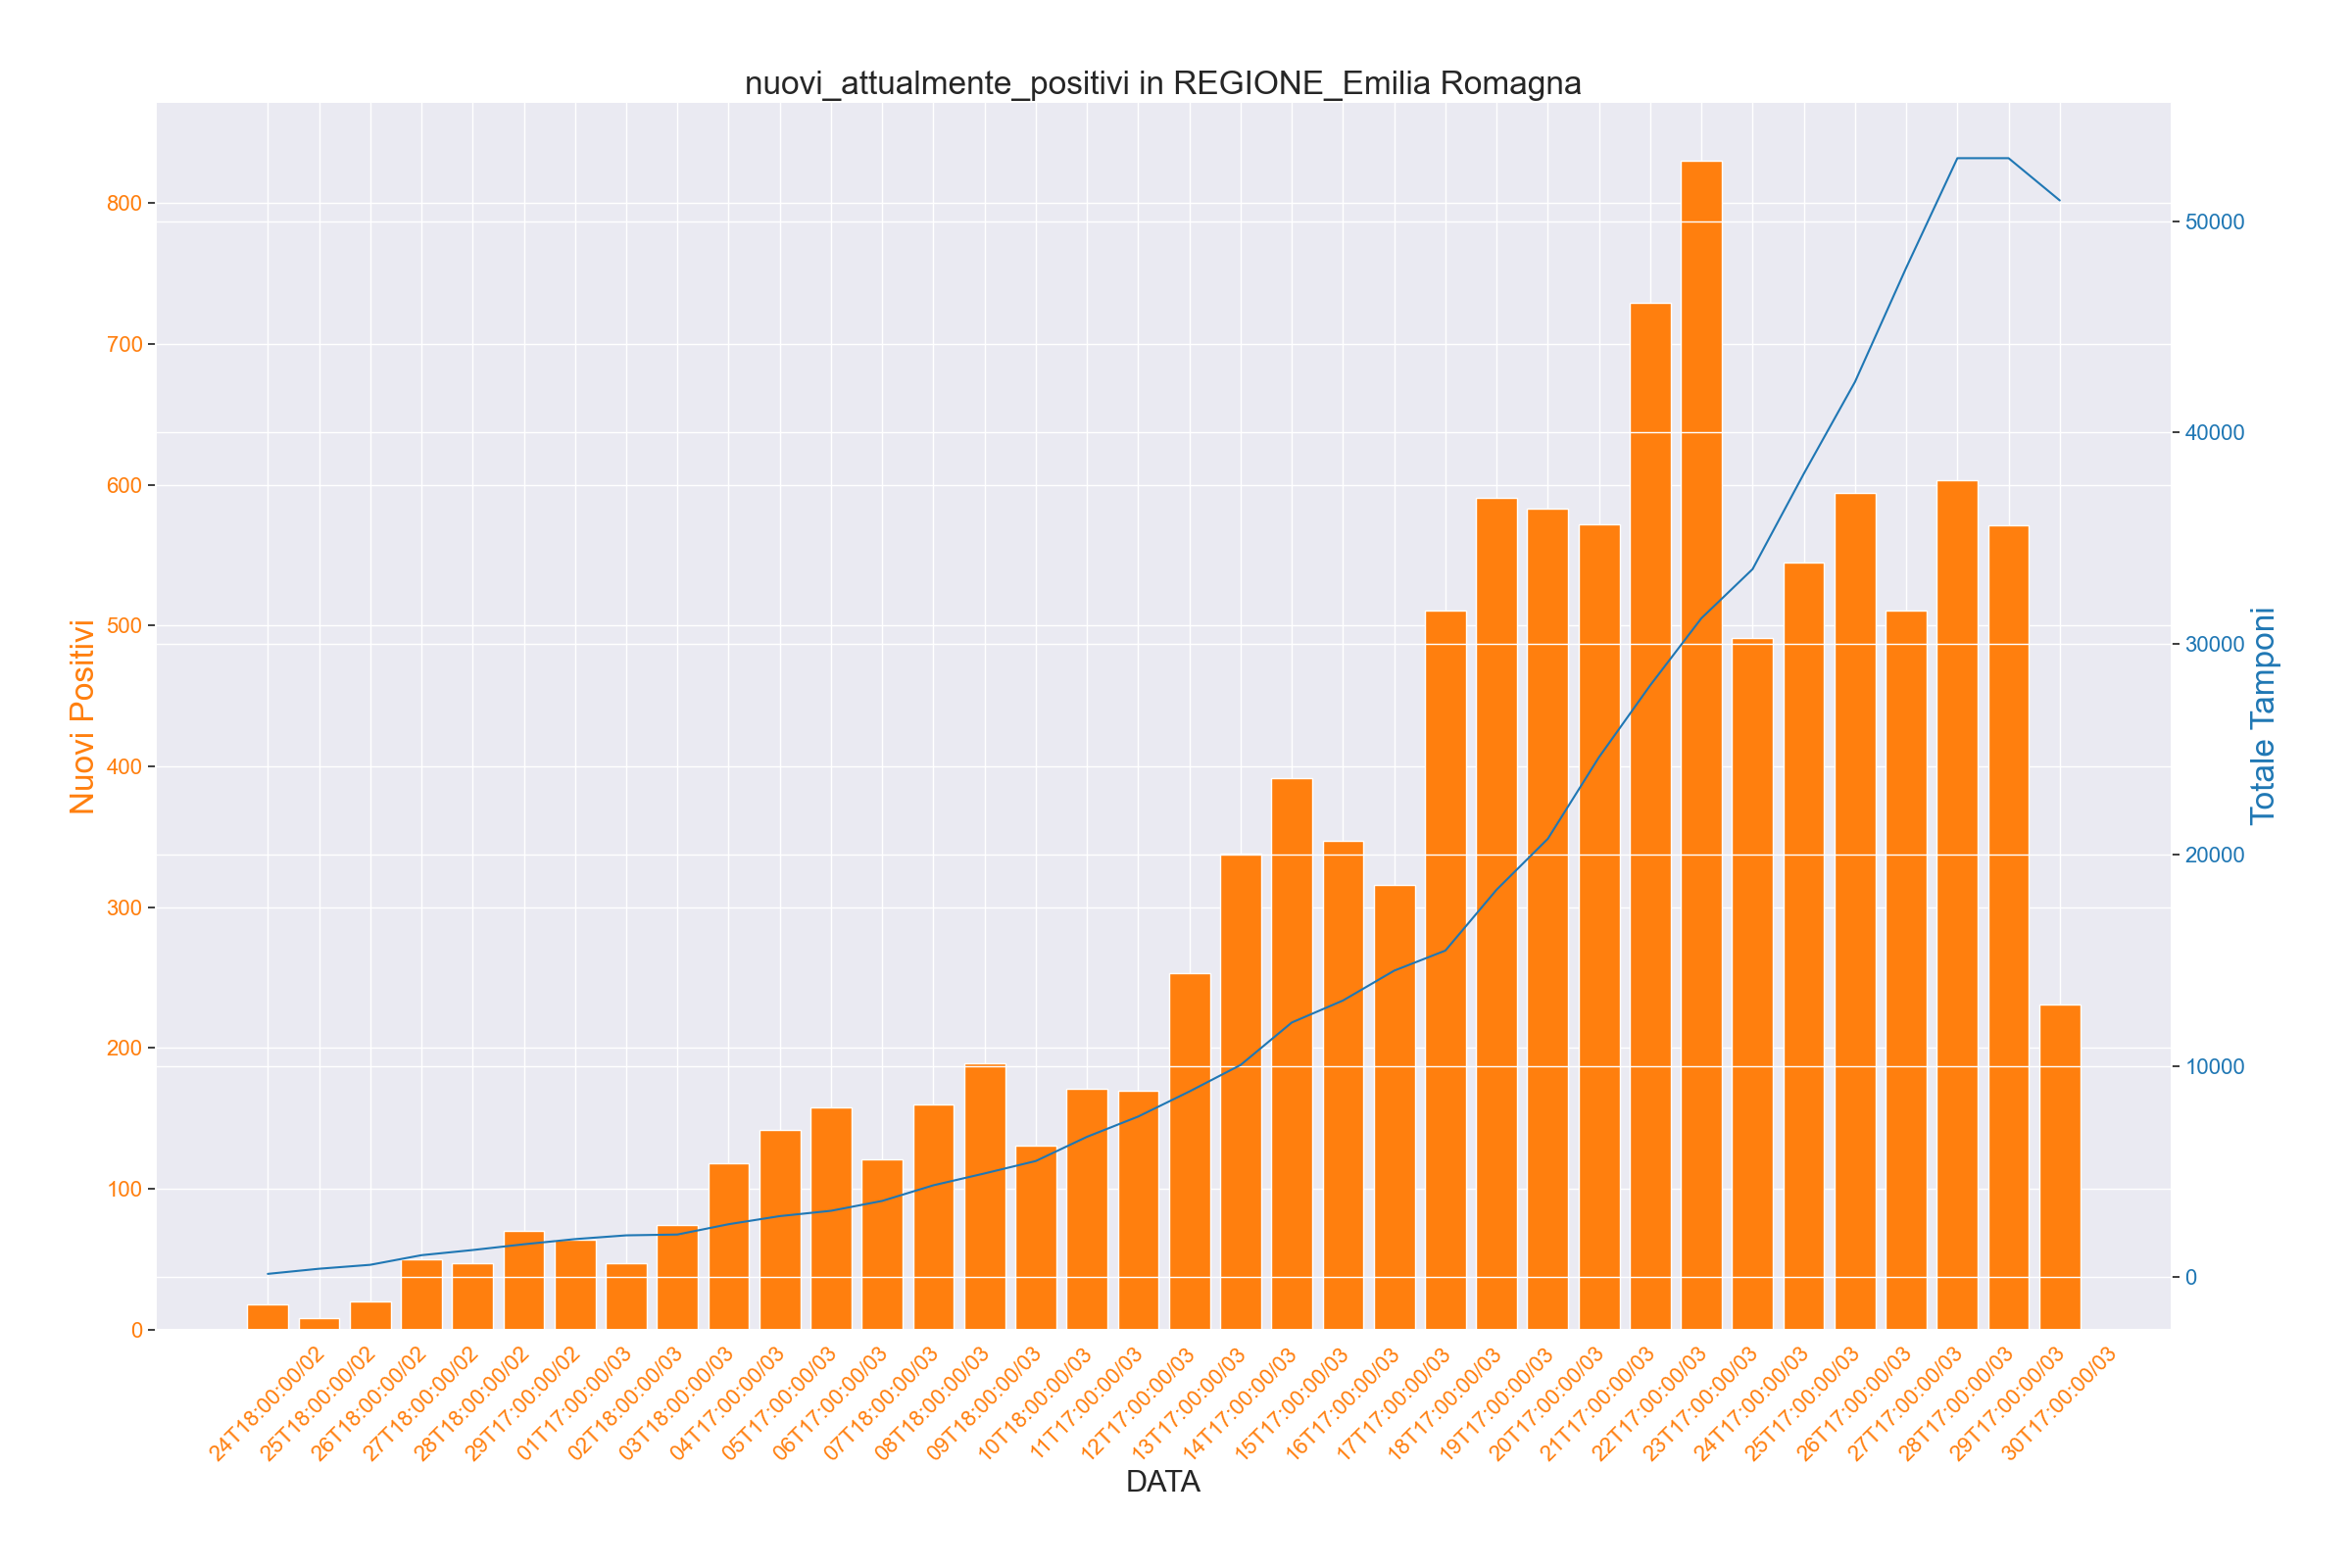 nuovi_attualmente_positivi in REGIONE_Emilia Romagna
800
700
600
500
400
300
200
100
0
Nuovi Positivi
50000
40000
30000
20000
10000
0
Totale Tamponi
24T18:00:00/02
25T18:00:00/02
26T18:00:00/02
27T18:00:00/02
28T18:00:00/02
29T17:00:00/02
01T17:00:00/03
02T18:00:00/03
03T18:00:00/03
04T17:00:00/03
05T17:00:00/03
06T17:00:00/03
07T18:00:00/03
08T18:00:00/03
09T18:00:00/03
10T18:00:00/03
11T17:00:00/03
12T17:00:00/03
13T17:00:00/03
14T17:00:00/03
15T17:00:00/03
16T17:00:00/03
17T17:00:00/03
18T17:00:00/03
19T17:00:00/03
20T17:00:00/03
21T17:00:00/03
22T17:00:00/03
23T17:00:00/03
24T17:00:00/03
25T17:00:00/03
26T17:00:00/03
27T17:00:00/03
28T17:00:00/03
29T17:00:00/03
30T17:00:00/03
DATA